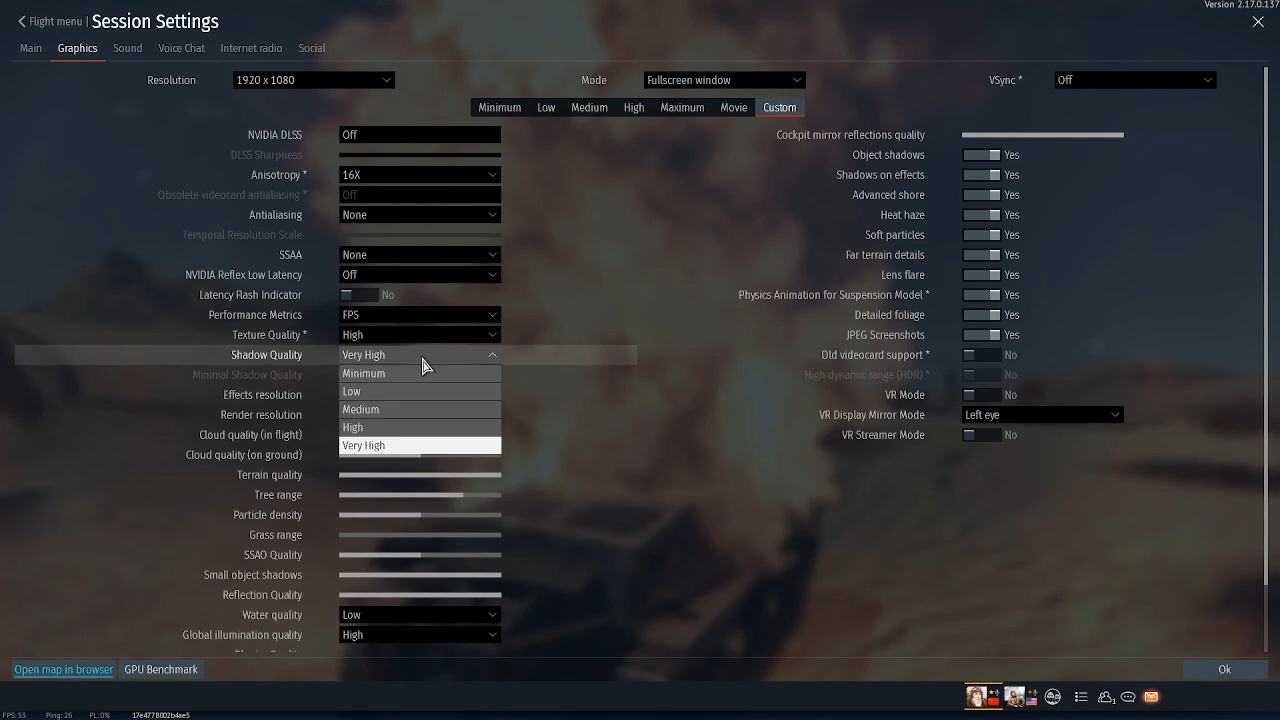 Version 2.17.0.137
Flight menu | Session Settings
Main Graphics Sound Voice Chat Internet radio Social
Resolution 1920 x 1080 Mode Fullscreen window VSync * Off
Minimum Low Medium High Maximum Movie Custom
NVIDIA DLSS Off Cockpit mirror reflections quality
DLSS Sharpness Object shadows Yes
Anisotropy * 16X Shadows on effects Yes
Obsolete videocard antialiasing * Off Advanced shore Yes
Antialiasing None Heat haze Yes
Temporal Resolution Scale Soft particles Yes
SSAA None Far terrain details Yes
NVIDIA Reflex Low Latency Off Lens flare Yes
Latency Flash Indicator No Physics Animation for Suspension Model * Yes
Performance Metrics FPS Detailed foliage Yes
Texture Quality * High JPEG Screenshots Yes
Shadow Quality Very High Old videocard support * No
Minimal Shadow Quality Minimum High dynamic range (HDR) * No
Effects resolution Low VR Mode No
Render resolution Medium VR Display Mirror Mode Left eye
Cloud quality (in flight) High VR Streamer Mode No
Very High
Cloud quality (on ground)
Terrain quality
Tree range
Particle density
Grass range
SSAO Quality
Small object shadows
Reflection Quality
Water quality Low
Global illumination quality High
Open map in browser GPU Benchmark Ok
1
FPS: 53 Ping: 26 PL: 0% 17e4778002b4ae5